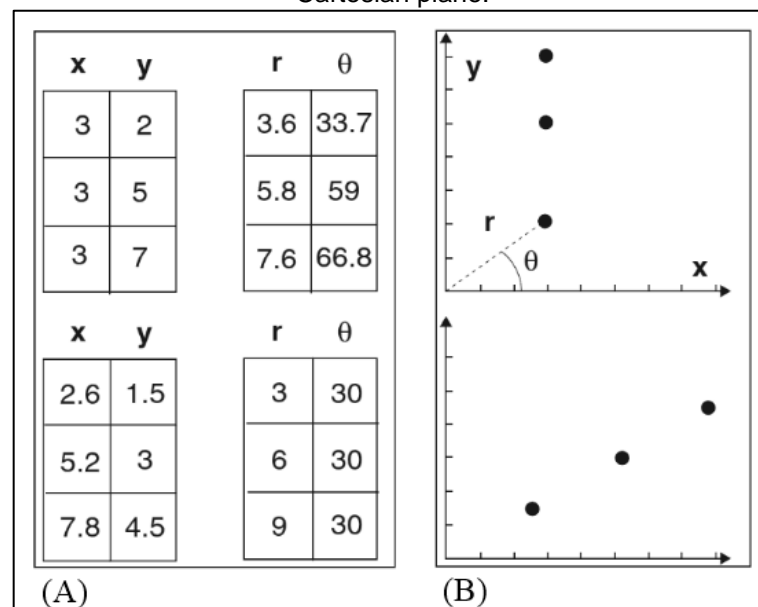 Cartesian plane.
x y
3 2
3 5
3 7
r θ
3.6 33.7
5.8 59
7.6 66.8
x y
2.6 1.5
5.2 3
7.8 4.5
r θ
3 30
6 30
9 30
(A)
y
r
θ
x
(B)